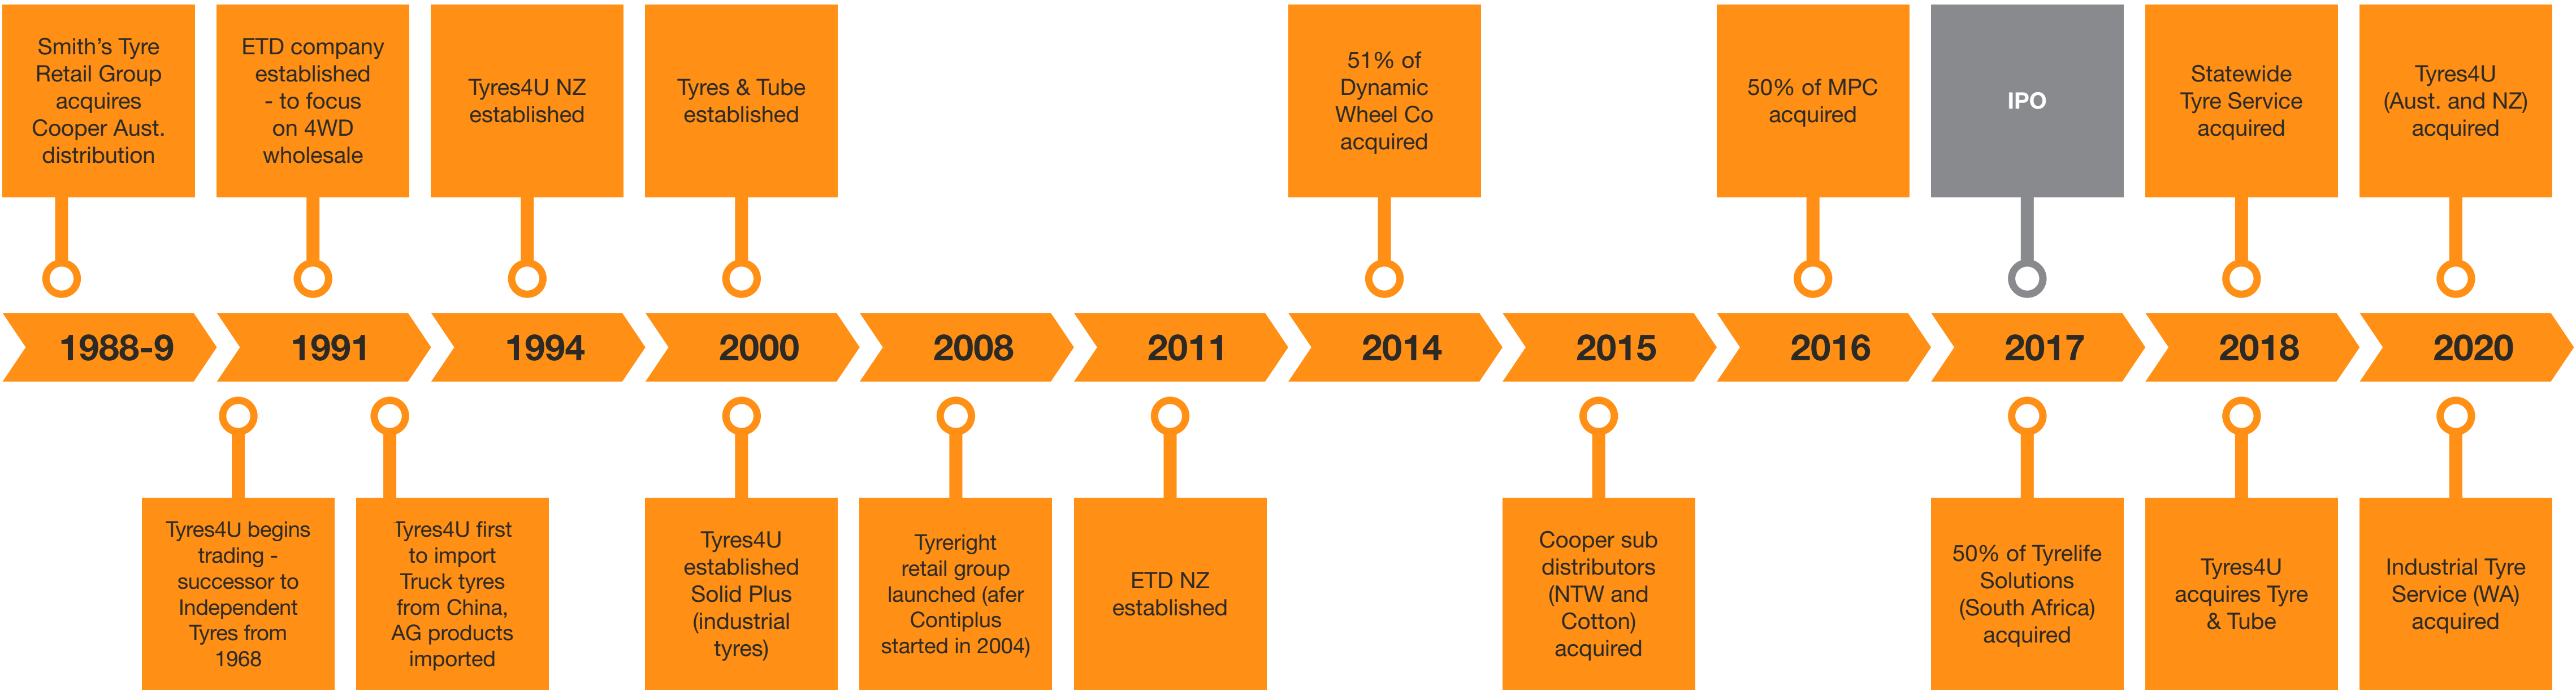 Smith's Tyre
Retail Group
acquires
Cooper Aust.
distribution
ETD company
established
- to focus
on 4WD
wholesale
Tyres4U NZ
established
Tyres & Tube
established
51% of
Dynamic
Wheel Co
acquired
50% of MPC
acquired
IPO
Statewide
Tyre Service
acquired
Tyres4U
(Aust. and NZ)
acquired
1988-9
1991
1994
2000
2008
2011
2014
2015
2016
2017
2018
2020
Tyres4U begins
trading -
successor to
Independent
Tyres from
1968
Tyres4U first
to import
Truck tyres
from China,
AG products
imported
Tyres4U
established
Solid Plus
(industrial
tyres)
Tyreright
retail group
launched (afer
Contiplus
started in 2004)
ETD NZ
established
Cooper sub
distributors
(NTW and
Cotton)
acquired
50% of Tyrelife
Solutions
(South Africa)
acquired
Tyres4U
acquires Tyre
& Tube
Industrial Tyre
Service (WA)
acquired